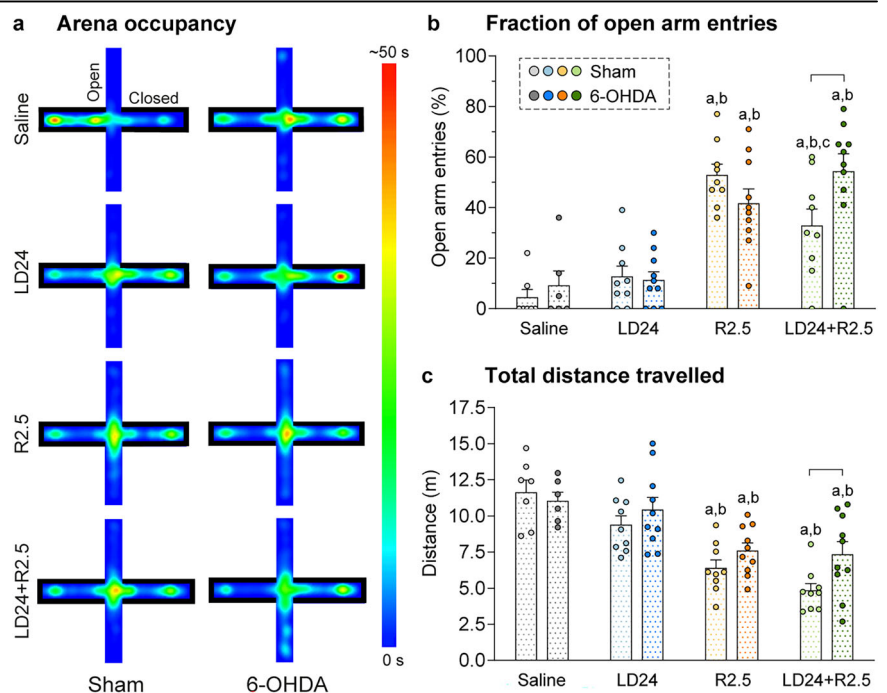 a Arena occupancy
~50 s
Open
Closed
Saline
LD24
R2.5
LD24+R2.5
0 s
Sham
6-OHDA
b Fraction of open arm entries
Open arm entries (%)
100
80
60
40
20
0
Sham
6-OHDA
a,b
a,b
a,b,c
a,b
Saline
LD24
R2.5
LD24+R2.5
c Total distance travelled
Distance (m)
17.5
15.0
12.5
10.0
7.5
5.0
2.5
0.0
a,b
a,b
a,b
a,b
Saline
LD24
R2.5
LD24+R2.5